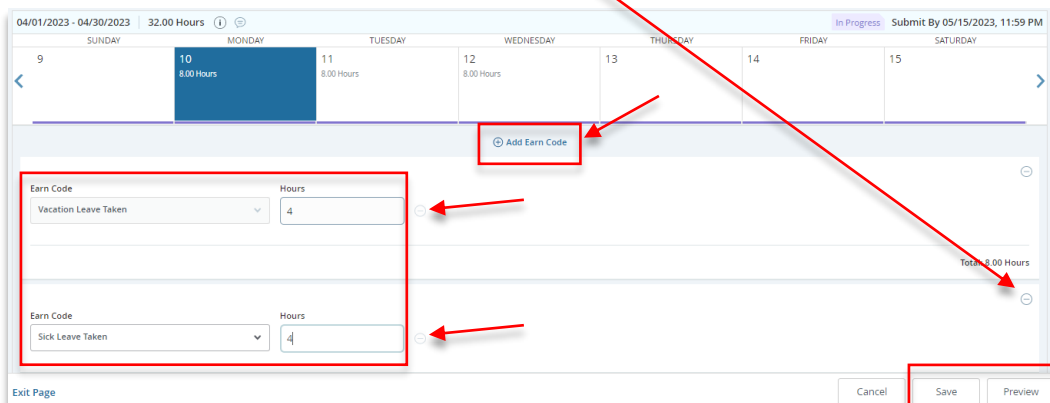 04/01/2023 - 04/30/2023 32.00 Hours In Progress Submit By 05/15/2023, 11:59 PM
SUNDAY MONDAY TUESDAY WEDNESDAY THURSDAY FRIDAY SATURDAY
9 10 11 12 13 14 15
8.00 Hours 8.00 Hours 8.00 Hours
Add Earn Code
Earn Code Hours
Vacation Leave Taken 4
Total: 8.00 Hours
Earn Code Hours
Sick Leave Taken 4
Exit Page Cancel Save Preview